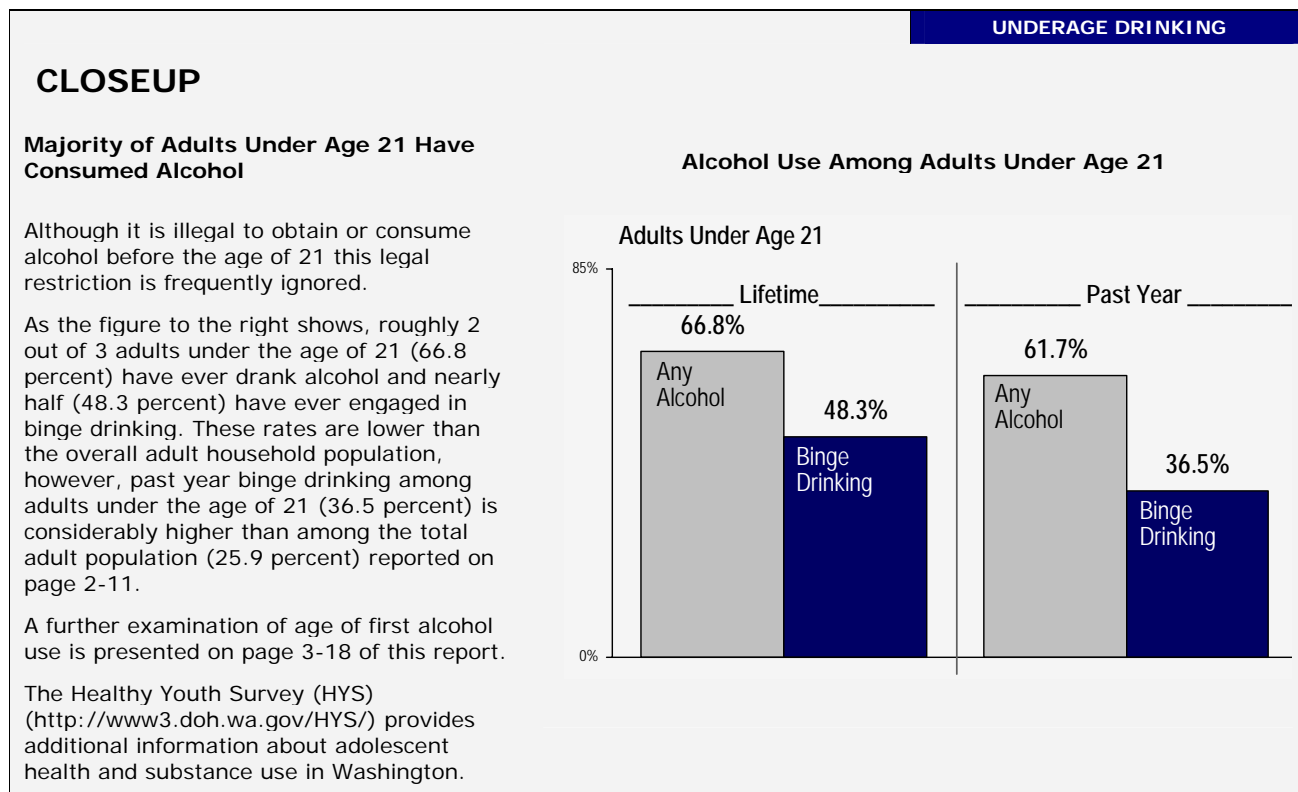 UNDERAGE DRINKING
CLOSEUP
Majority of Adults Under Age 21 Have
Consumed Alcohol
Although it is illegal to obtain or consume
alcohol before the age of 21 this legal
restriction is frequently ignored.
As the figure to the right shows, roughly 2
out of 3 adults under the age of 21 (66.8
percent) have ever drank alcohol and nearly
half (48.3 percent) have ever engaged in
binge drinking. These rates are lower than
the overall adult household population,
however, past year binge drinking among
adults under the age of 21 (36.5 percent) is
considerably higher than among the total
adult population (25.9 percent) reported on
page 2-11.
A further examination of age of first alcohol
use is presented on page 3-18 of this report.
The Healthy Youth Survey (HYS)
(http://www3.doh.wa.gov/HYS/) provides
additional information about adolescent
health and substance use in Washington.
Alcohol Use Among Adults Under Age 21
Adults Under Age 21
85%
_________ Lifetime__________
66.8%
Any
Alcohol
48.3%
Binge
Drinking
__________ Past Year _________
61.7%
Any
Alcohol
36.5%
Binge
Drinking
0%